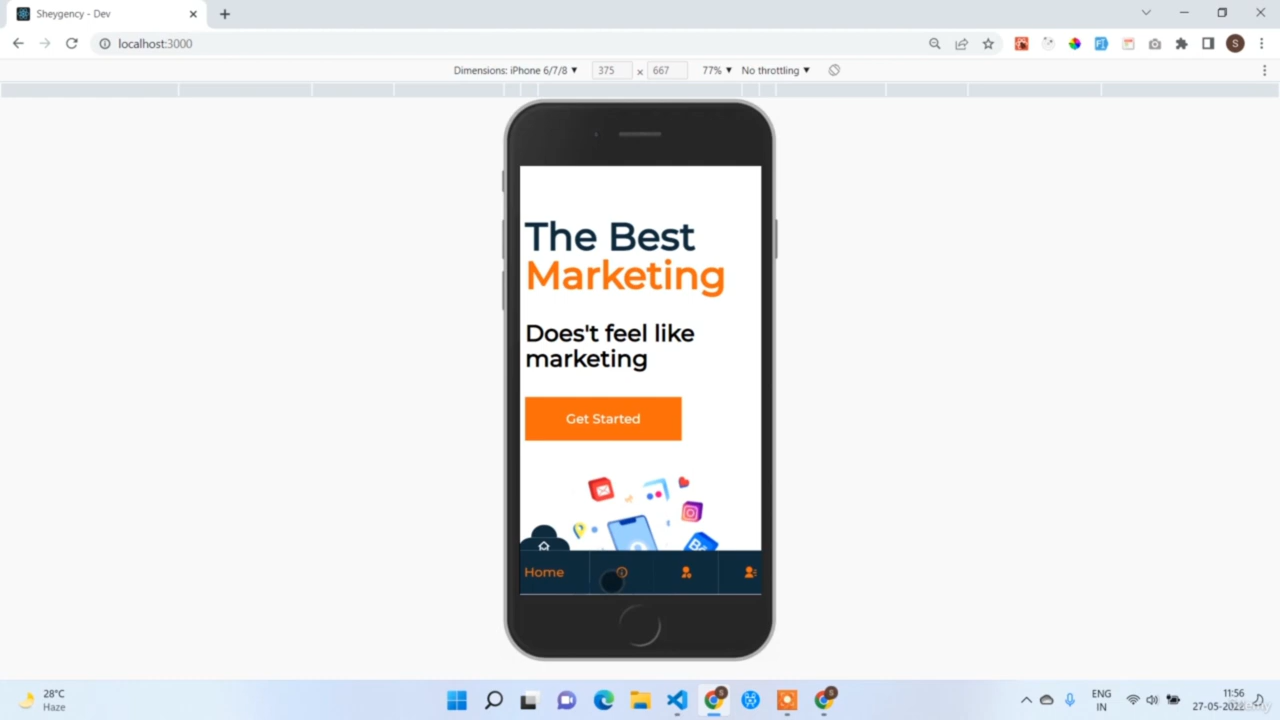 Sheygency - Dev
localhost:3000
S
Dimensions: iPhone 6/7/8 ▼ 375 x 667 77% ▼ No throttling ▼
The Best
Marketing
Does't feel like
marketing
Get Started
Home
28°C
Haze
ENG
IN
11:56
27-05-2022